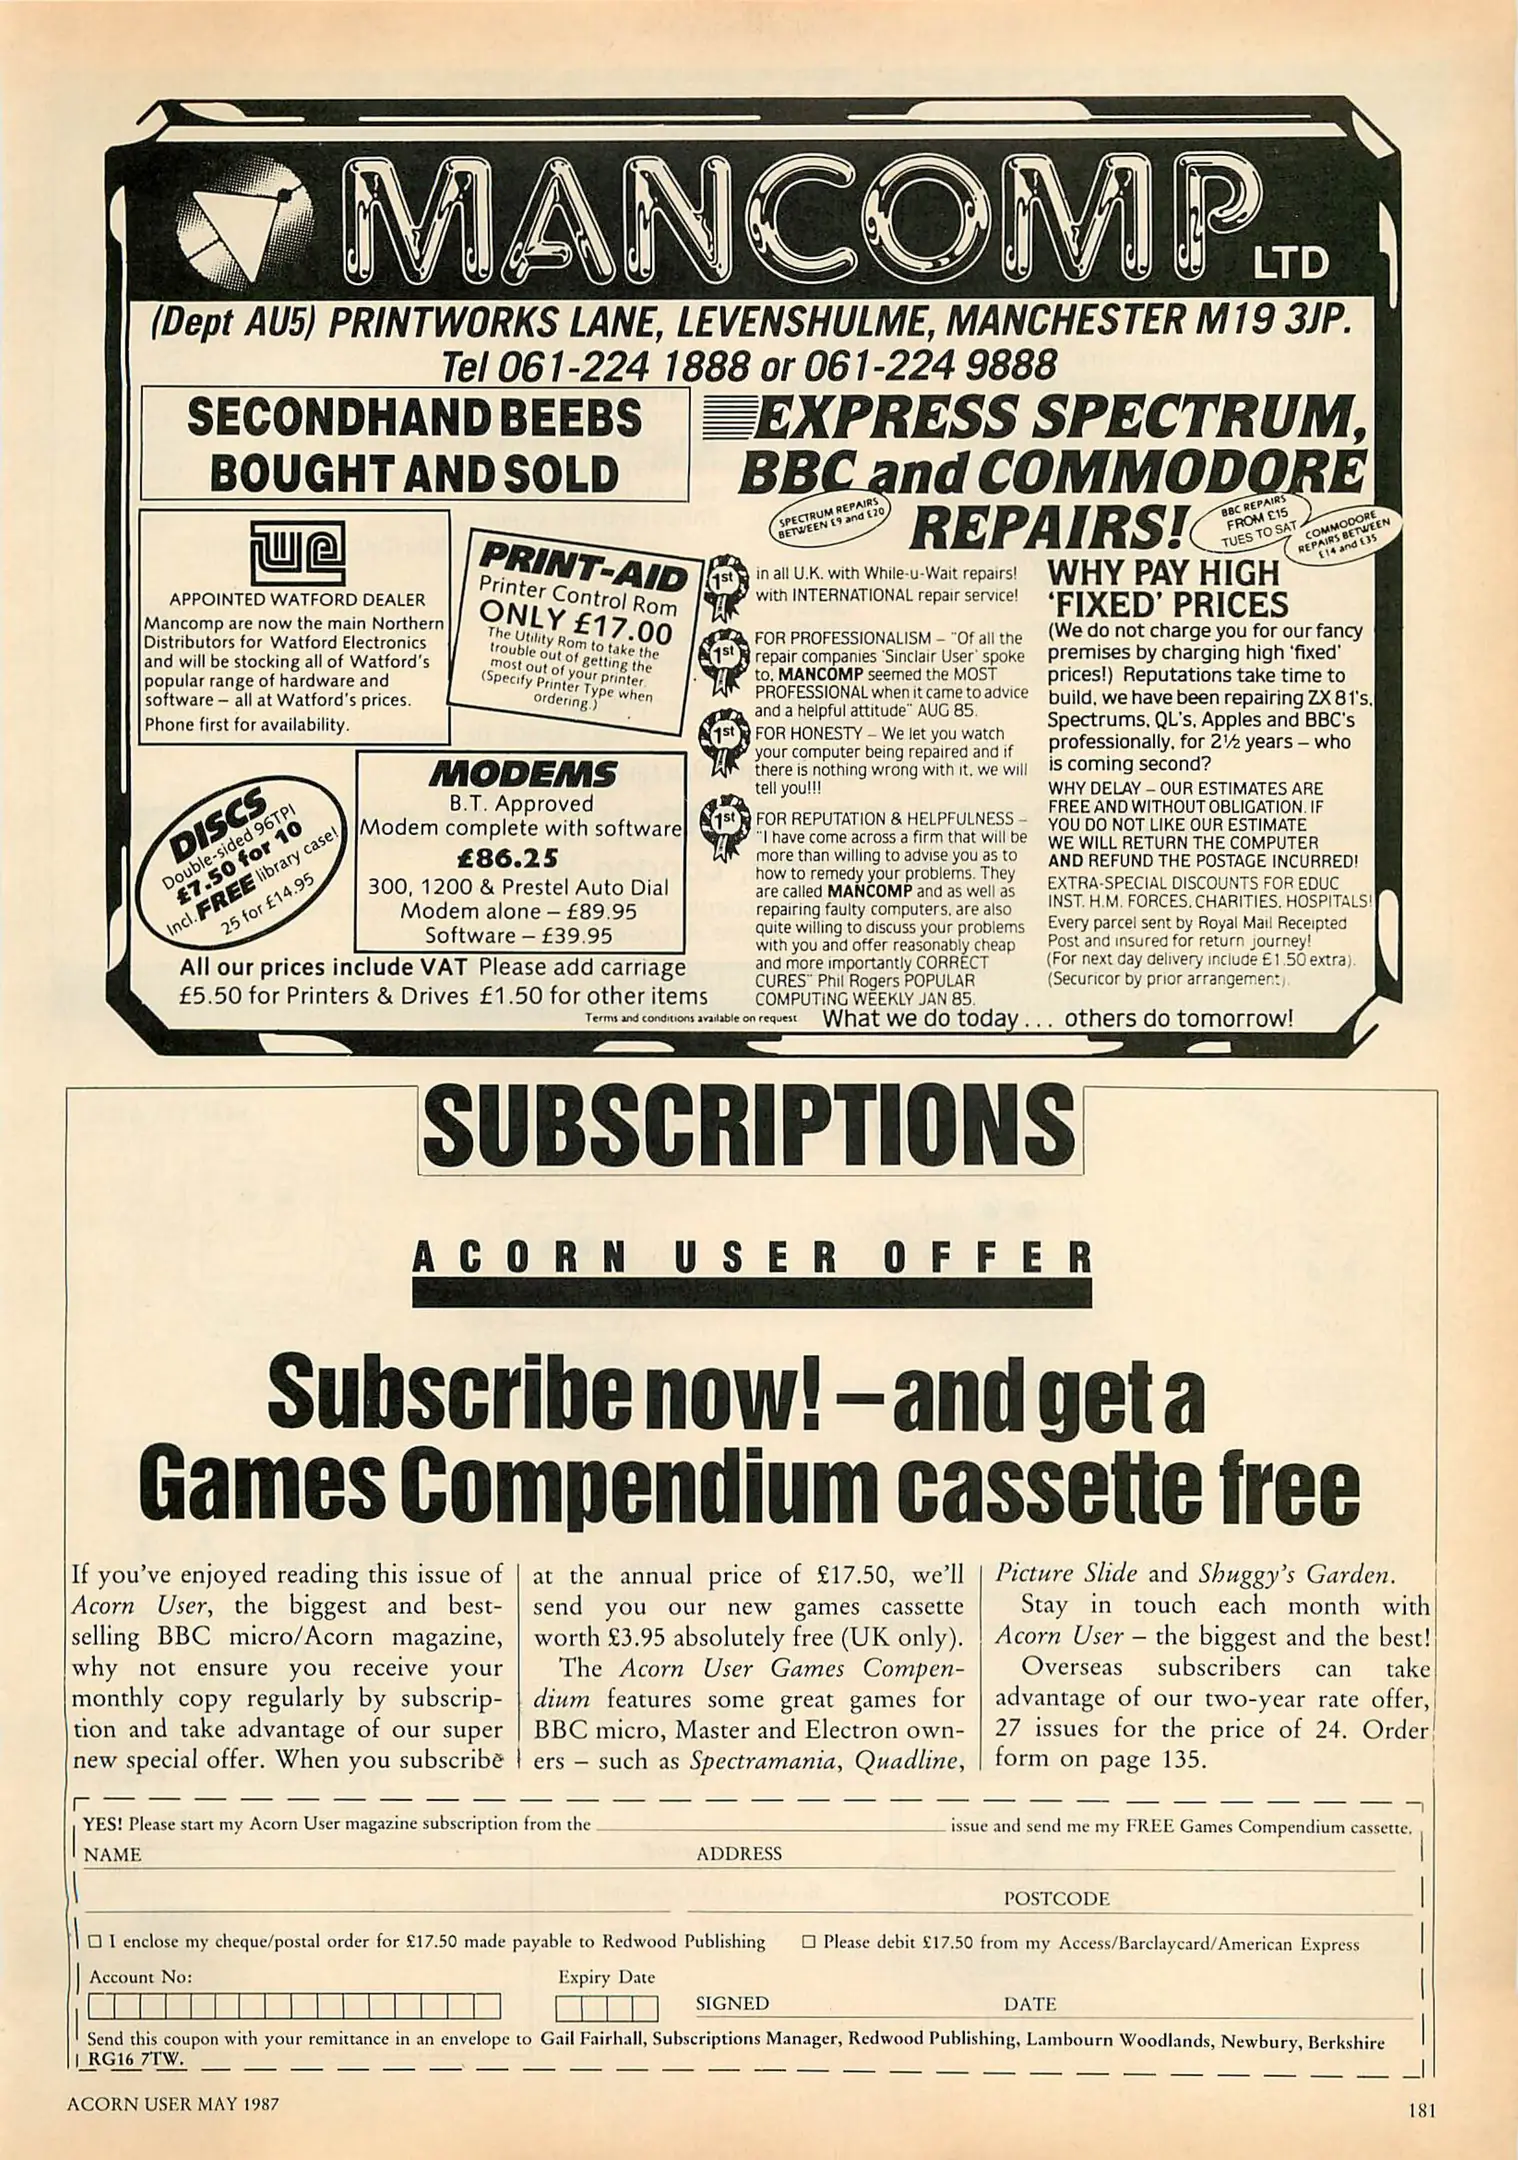 MANCOMP LTD
(Dept AU5) PRINTWORKS LANE, LEVENSHULME, MANCHESTER M19 3JP.
Tel 061-224 1888 or 061-224 9888
SECONDHAND BEEBS
BOUGHT AND SOLD
EXPRESS SPECTRUM,
BBC and COMMODORE
REPAIRS!
SPECTRUM REPAIRS
BETWEEN £9 and £20
BBC REPAIRS
FROM £15
TUES TO SAT
COMMODORE
REPAIRS BETWEEN
£14 and £35
WE
APPOINTED WATFORD DEALER
Mancomp are now the main Northern
Distributors for Watford Electronics
and will be stocking all of Watford's
popular range of hardware and
software – all at Watford's prices.
Phone first for availability.
PRINT-AID
Printer Control Rom
ONLY £17.00
The Utility Rom to take the
trouble out of getting the
most out of your printer.
(Specify Printer Type when
ordering.)
DISCS
Double-sided 96TPI
£7.50 for 10
Incl. FREE library case!
25 for £14.95
MODEMS
B.T. Approved
Modem complete with software
£86.25
300, 1200 & Prestel Auto Dial
Modem alone – £89.95
Software – £39.95
All our prices include VAT Please add carriage
£5.50 for Printers & Drives £1.50 for other items
Terms and conditions available on request
1st
in all U.K. with While-u-Wait repairs!
with INTERNATIONAL repair service!
1st
FOR PROFESSIONALISM – "Of all the
repair companies 'Sinclair User' spoke
to, MANCOMP seemed the MOST
PROFESSIONAL when it came to advice
and a helpful attitude" AUG 85.
1st
FOR HONESTY – We let you watch
your computer being repaired and if
there is nothing wrong with it, we will
tell you!!!
1st
FOR REPUTATION & HELPFULNESS –
"I have come across a firm that will be
more than willing to advise you as to
how to remedy your problems. They
are called MANCOMP and as well as
repairing faulty computers, are also
quite willing to discuss your problems
with you and offer reasonably cheap
and more importantly CORRECT
CURES" Phil Rogers POPULAR
COMPUTING WEEKLY JAN 85.
WHY PAY HIGH
'FIXED' PRICES
(We do not charge you for our fancy
premises by charging high 'fixed'
prices!) Reputations take time to
build, we have been repairing ZX 81's,
Spectrums, QL's, Apples and BBC's
professionally, for 2½ years – who
is coming second?
WHY DELAY – OUR ESTIMATES ARE
FREE AND WITHOUT OBLIGATION. IF
YOU DO NOT LIKE OUR ESTIMATE
WE WILL RETURN THE COMPUTER
AND REFUND THE POSTAGE INCURRED!
EXTRA-SPECIAL DISCOUNTS FOR EDUC
INST. H.M. FORCES, CHARITIES, HOSPITALS!
Every parcel sent by Royal Mail Receipted
Post and insured for return journey!
(For next day delivery include £1.50 extra).
(Securicor by prior arrangement).
What we do today... others do tomorrow!
SUBSCRIPTIONS
ACORN USER OFFER
Subscribe now! – and get a
Games Compendium cassette free
If you've enjoyed reading this issue of
Acorn User, the biggest and best-
selling BBC micro/Acorn magazine,
why not ensure you receive your
monthly copy regularly by subscrip-
tion and take advantage of our super
new special offer. When you subscribe
at the annual price of £17.50, we'll
send you our new games cassette
worth £3.95 absolutely free (UK only).
The Acorn User Games Compen-
dium features some great games for
BBC micro, Master and Electron own-
ers – such as Spectramania, Quadline,
Picture Slide and Shuggy's Garden.
Stay in touch each month with
Acorn User – the biggest and the best!
Overseas subscribers can take
advantage of our two-year rate offer,
27 issues for the price of 24. Order
form on page 135.
YES! Please start my Acorn User magazine subscription from the issue and send me my FREE Games Compendium cassette.
NAME ADDRESS
POSTCODE
I enclose my cheque/postal order for £17.50 made payable to Redwood Publishing Please debit £17.50 from my Access/Barclaycard/American Express
Account No: Expiry Date
SIGNED DATE
Send this coupon with your remittance in an envelope to Gail Fairhall, Subscriptions Manager, Redwood Publishing, Lambourn Woodlands, Newbury, Berkshire
RG16 7TW.
ACORN USER MAY 1987 181